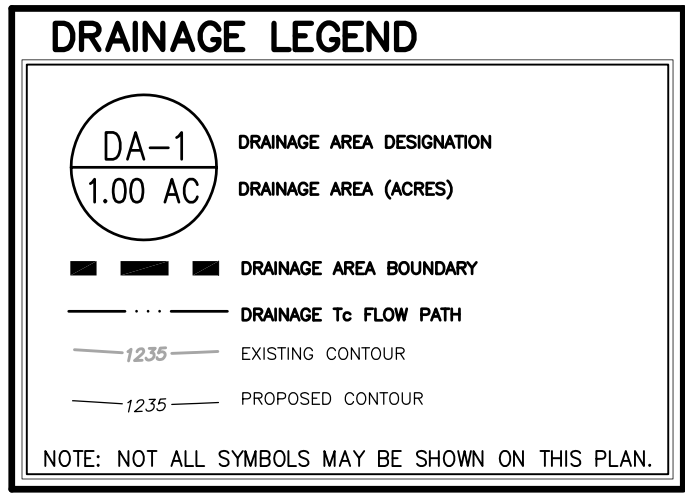 DRAINAGE LEGEND
DA-1
DRAINAGE AREA DESIGNATION
1.00 AC
DRAINAGE AREA (ACRES)
DRAINAGE AREA BOUNDARY
DRAINAGE Tc FLOW PATH
1235
EXISTING CONTOUR
1235
PROPOSED CONTOUR
NOTE: NOT ALL SYMBOLS MAY BE SHOWN ON THIS PLAN.